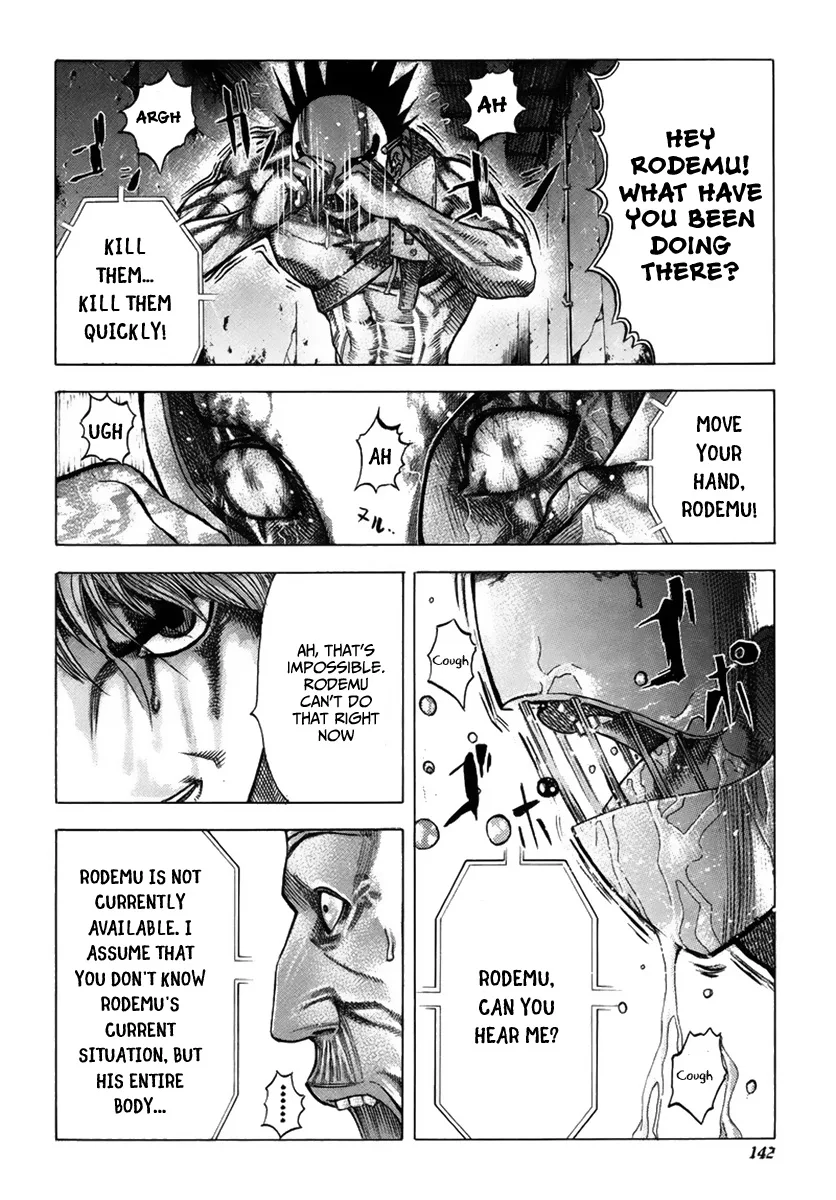 HEY
RODEMU!
WHAT HAVE
YOU BEEN
DOING
THERE?
AH
ARGH
KILL
THEM...
KILL THEM
QUICKLY!
MOVE
YOUR
HAND,
RODEMU!
AH
ヌル..
UGH
Cough
RODEMU,
CAN YOU
HEAR ME?
Cough
AH, THAT'S
IMPOSSIBLE.
RODEMU
CAN'T DO
THAT RIGHT
NOW
RODEMU IS NOT
CURRENTLY
AVAILABLE. I
ASSUME THAT
YOU DON'T KNOW
RODEMU'S
CURRENT
SITUATION, BUT
HIS ENTIRE
BODY...
......
142